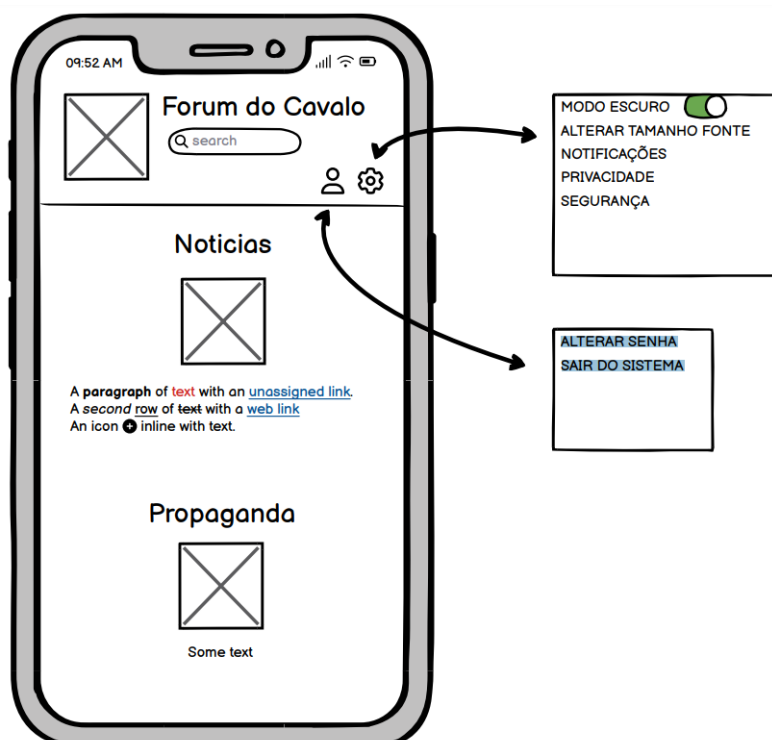 09:52 AM
Forum do Cavalo
search
Noticias
A paragraph of text with an unassigned link.
A second row of text with a web link
An icon inline with text.
Propaganda
Some text
MODO ESCURO
ALTERAR TAMANHO FONTE
NOTIFICAÇÕES
PRIVACIDADE
SEGURANÇA
ALTERAR SENHA
SAIR DO SISTEMA